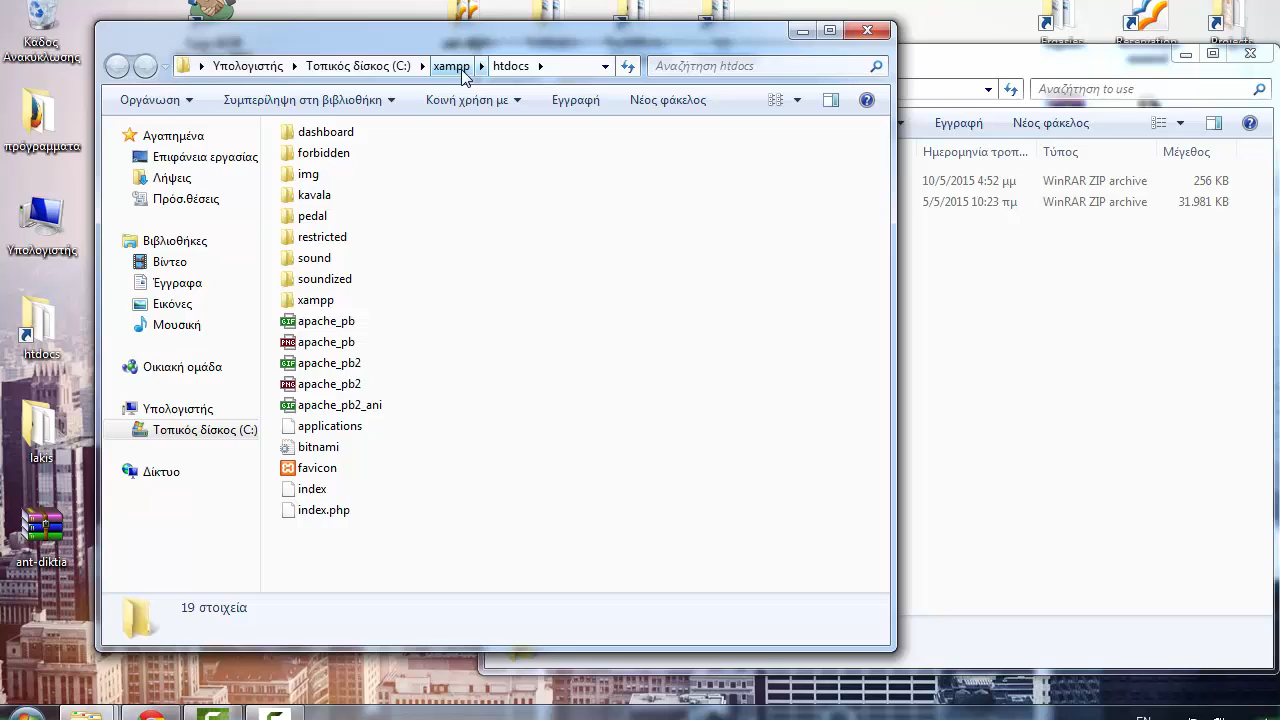 Κάδος
Ανακύκλωσης
προγραμματα
Υπολογιστής
htdocs
lakis
ant-diktia
Υπολογιστής
Τοπικός δίσκος (C:)
xampp
htdocs
Αναζήτηση htdocs
Οργάνωση
Συμπερίληψη στη βιβλιοθήκη
Κοινή χρήση με
Εγγραφή
Νέος φάκελος
Αγαπημένα
Επιφάνεια εργασίας
Λήψεις
Πρόσ.θέσεις
Βιβλιοθήκες
Βίντεο
Έγγραφα
Εικόνες
Μουσική
Οικιακή ομάδα
Υπολογιστής
Τοπικός δίσκος (C:)
Δίκτυο
dashboard
forbidden
img
kavala
pedal
restricted
sound
soundized
xampp
apache_pb
apache_pb
apache_pb2
apache_pb2
apache_pb2_ani
applications
bitnami
favicon
index
index.php
19 στοιχεία
Αναζήτηση to use
Εγγραφή
Νέος φάκελος
Ημερομηνία τροπ... Τύπος Μέγεθος
10/5/2015 4:52 μμ WinRAR ZIP archive 256 KB
5/5/2015 10:23 πμ WinRAR ZIP archive 31.981 KB